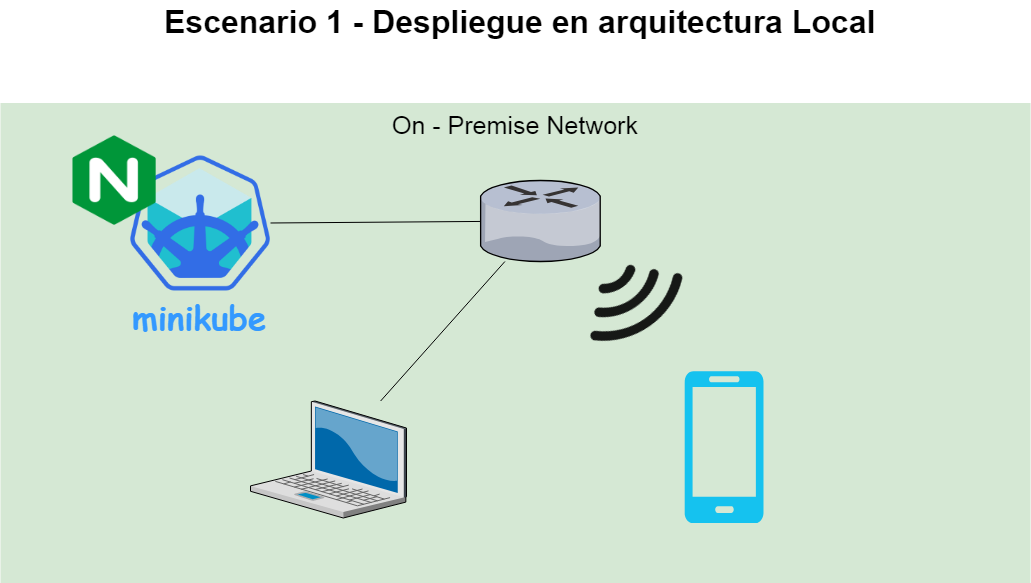 Escenario 1 - Despliegue en arquitectura Local
On - Premise Network
N
minikube